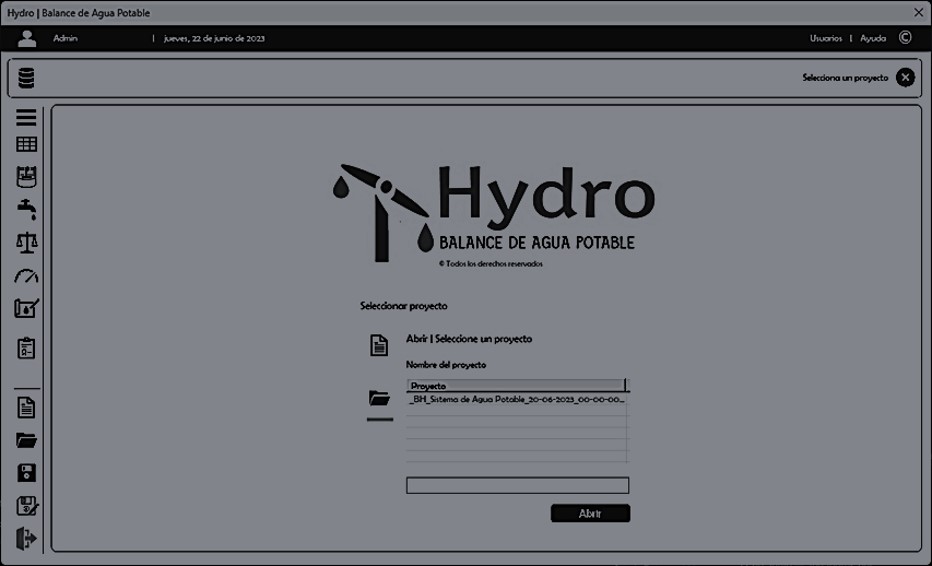 Hydro | Balance de Agua Potable
Admin | jueves, 22 de junio de 2023 Usuarios | Ayuda ©
Selecciona un proyecto
Hydro
BALANCE DE AGUA POTABLE
© Todos los derechos reservados
Seleccionar proyecto
Abrir | Seleccione un proyecto
Nombre del proyecto
Proyecto
_BH_Sistema de Agua Potable_20-06-2023_00-00-00...
Abrir